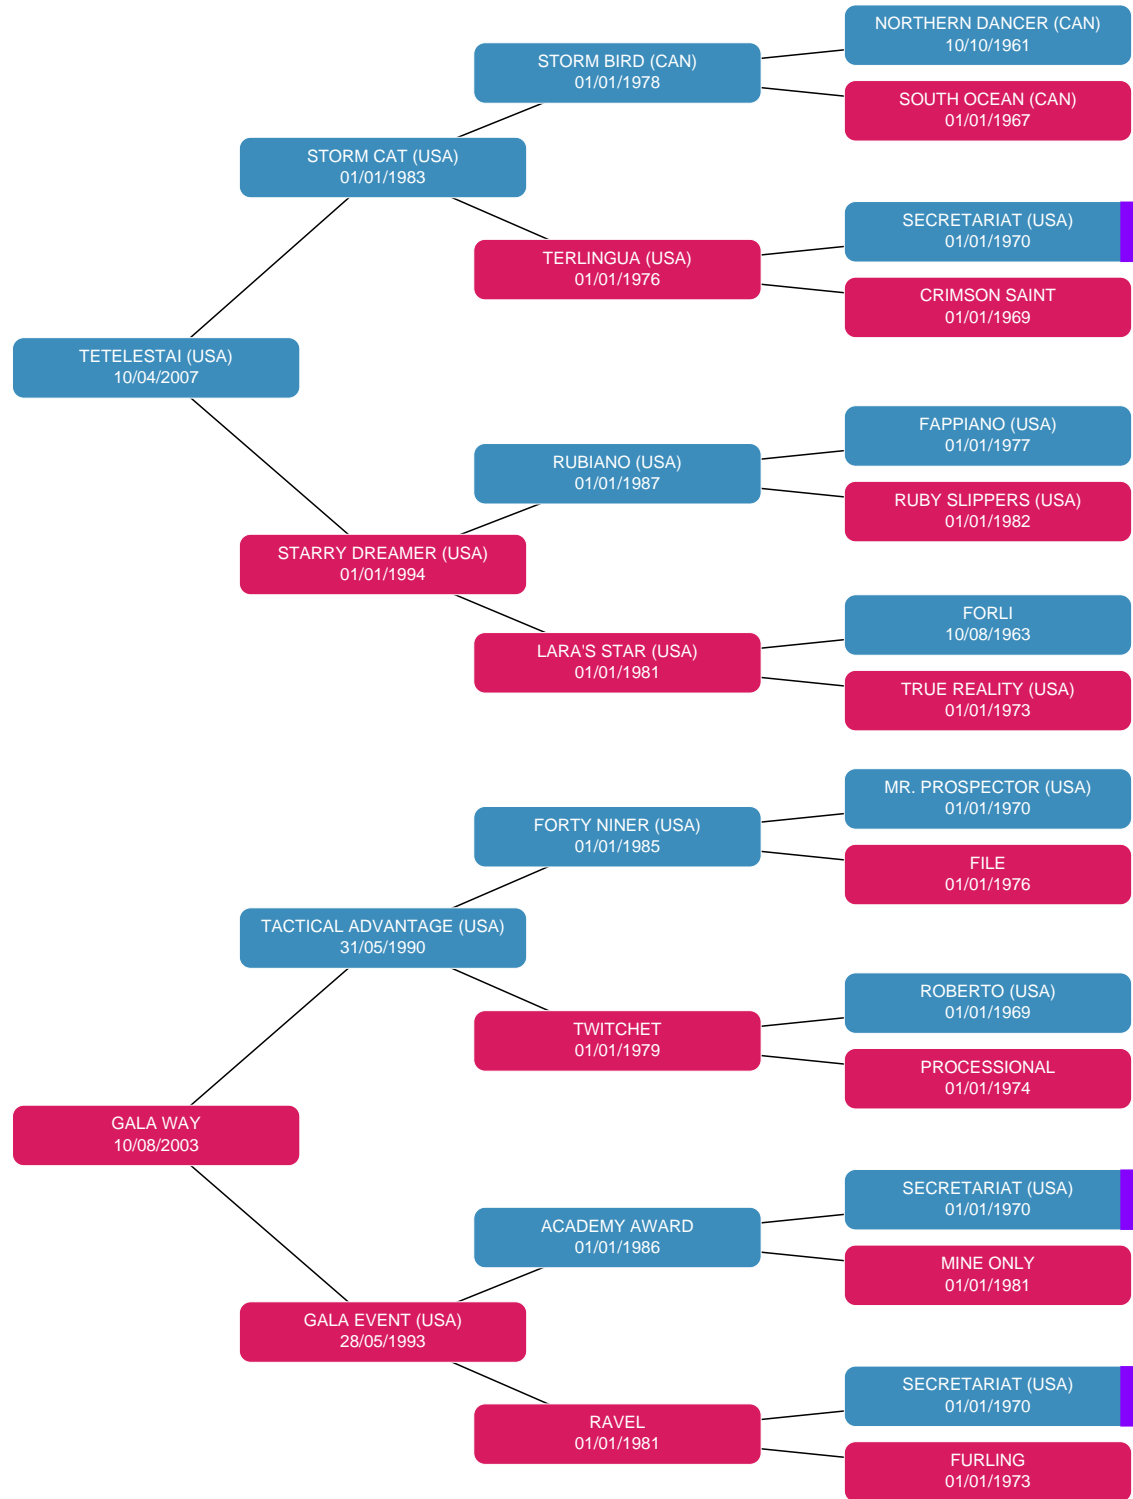 NORTHERN DANCER (CAN)
10/10/1961
STORM BIRD (CAN)
01/01/1978
SOUTH OCEAN (CAN)
01/01/1967
STORM CAT (USA)
01/01/1983
SECRETARIAT (USA)
01/01/1970
TERLINGUA (USA)
01/01/1976
CRIMSON SAINT
01/01/1969
TETELESTAI (USA)
10/04/2007
FAPPIANO (USA)
01/01/1977
RUBIANO (USA)
01/01/1987
RUBY SLIPPERS (USA)
01/01/1982
STARRY DREAMER (USA)
01/01/1994
FORLI
10/08/1963
LARA'S STAR (USA)
01/01/1981
TRUE REALITY (USA)
01/01/1973
MR. PROSPECTOR (USA)
01/01/1970
FORTY NINER (USA)
01/01/1985
FILE
01/01/1976
TACTICAL ADVANTAGE (USA)
31/05/1990
ROBERTO (USA)
01/01/1969
TWITCHET
01/01/1979
PROCESSIONAL
01/01/1974
GALA WAY
10/08/2003
SECRETARIAT (USA)
01/01/1970
ACADEMY AWARD
01/01/1986
MINE ONLY
01/01/1981
GALA EVENT (USA)
28/05/1993
SECRETARIAT (USA)
01/01/1970
RAVEL
01/01/1981
FURLING
01/01/1973